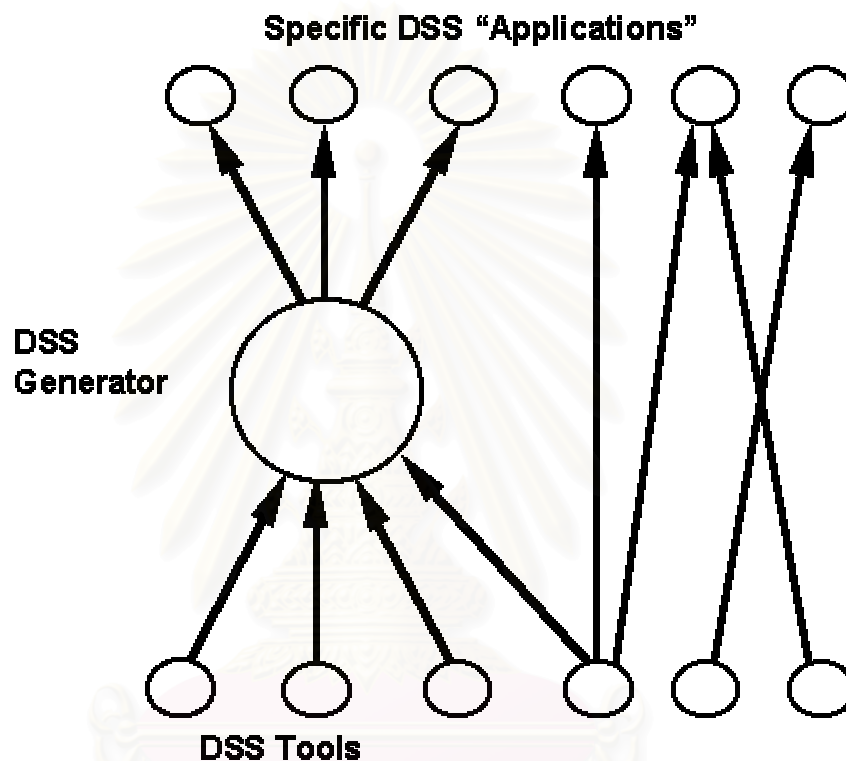 Specific DSS “Applications”
DSS
Generator
DSS Tools